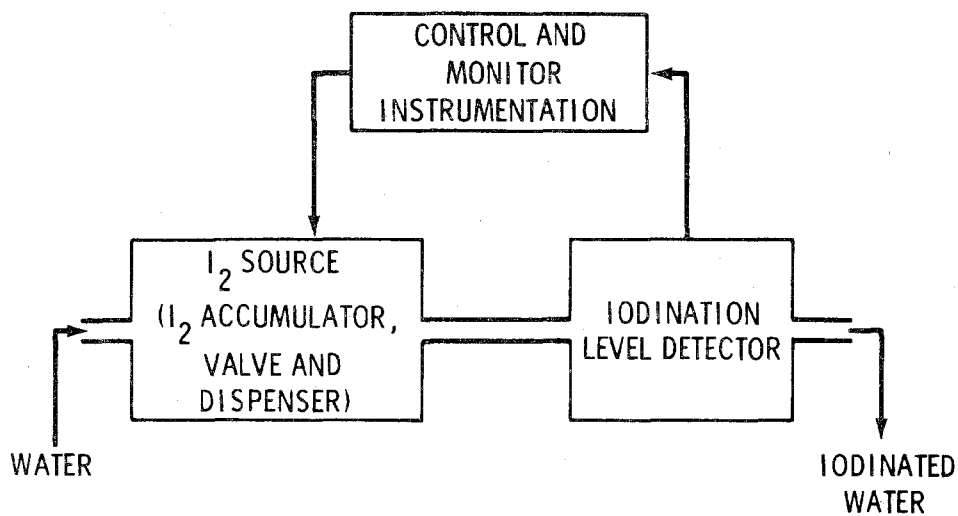 CONTROL AND
MONITOR
INSTRUMENTATION
I2 SOURCE
(I2 ACCUMULATOR,
VALVE AND
DISPENSER)
IODINATION
LEVEL DETECTOR
WATER
IODINATED
WATER